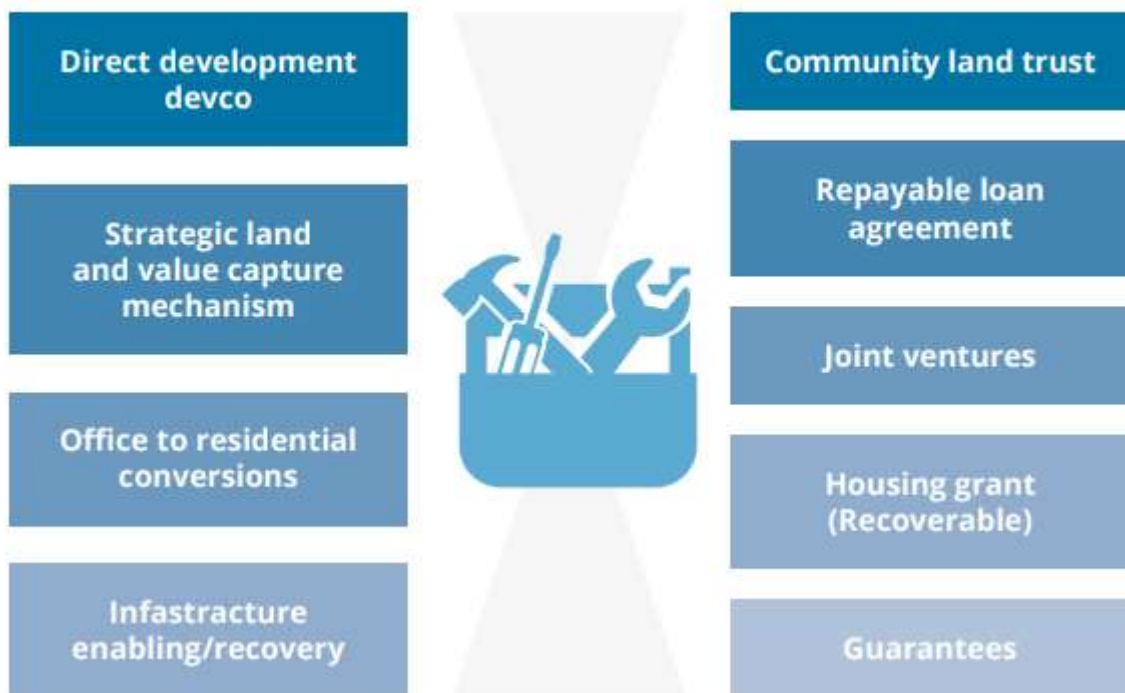 Direct development
devco
Strategic land
and value capture
mechanism
Office to residential
conversions
Infastracture
enabling/recovery
Community land trust
Repayable loan
agreement
Joint ventures
Housing grant
(Recoverable)
Guarantees